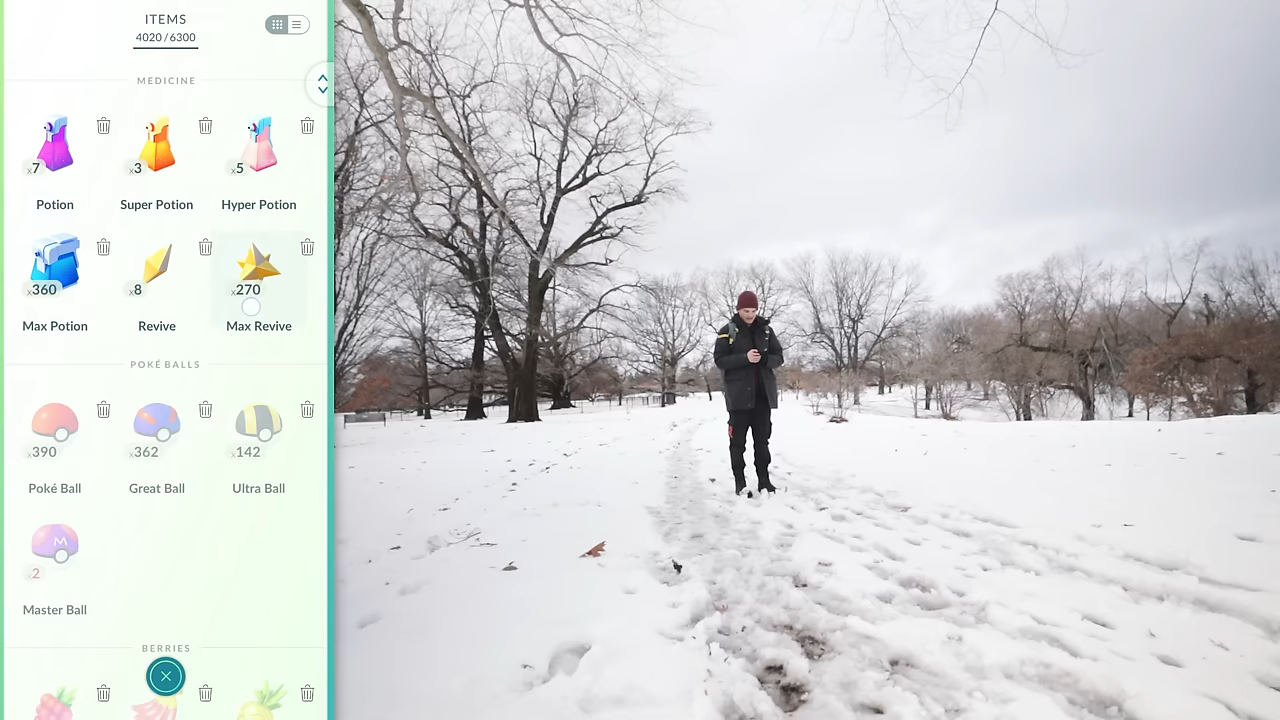 ITEMS
4020/6300
MEDICINE
x7
x3
x5
Potion
Super Potion
Hyper Potion
x360
x8
x270
Max Potion
Revive
Max Revive
POKÉ BALLS
x390
x362
x142
Poké Ball
Great Ball
Ultra Ball
M
x2
Master Ball
BERRIES